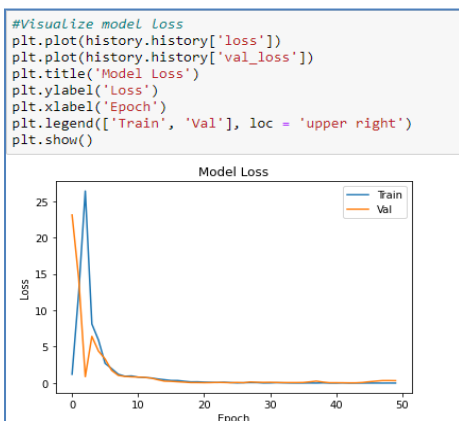 #Visualize model loss
plt.plot(history.history['loss'])
plt.plot(history.history['val_loss'])
plt.title('Model Loss')
plt.ylabel('Loss')
plt.xlabel('Epoch')
plt.legend(['Train', 'Val'], loc = 'upper right')
plt.show()
Model Loss
Train
Val
25
20
15
10
5
0
Loss
0
10
20
30
40
50
Epoch